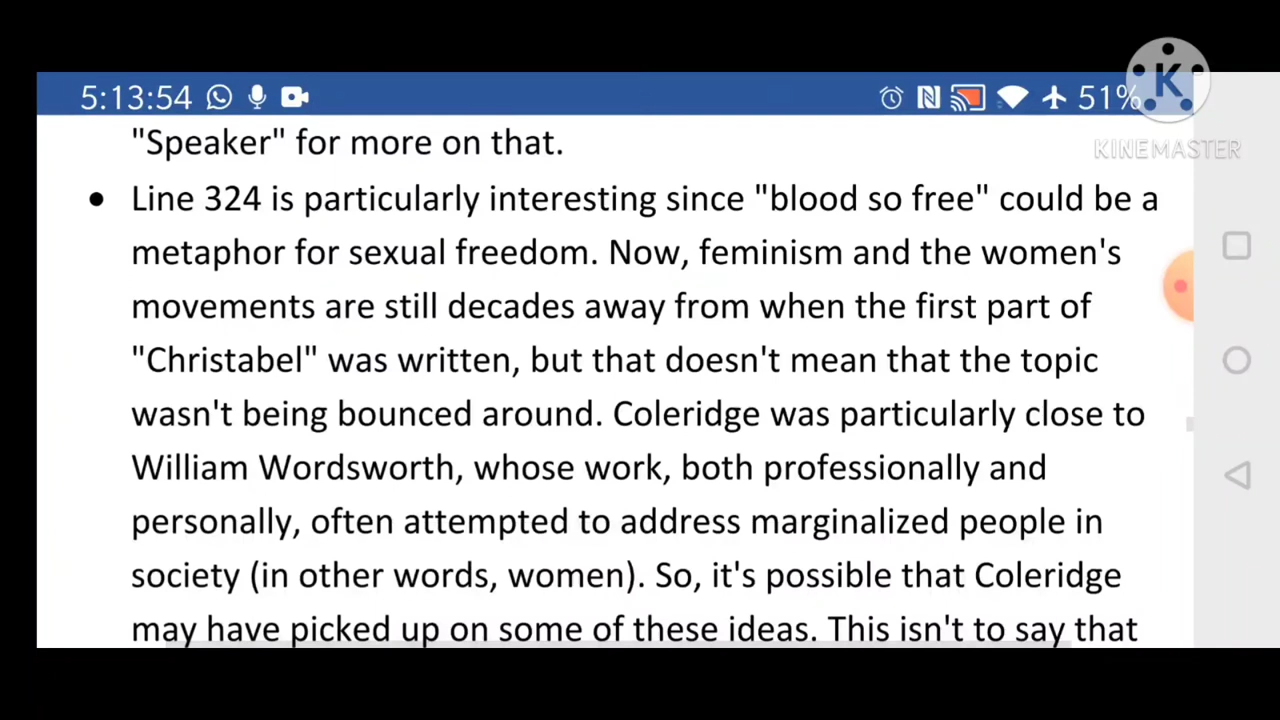 5:13:54 51%
K
KINEMASTER
"Speaker" for more on that.
• Line 324 is particularly interesting since "blood so free" could be a
metaphor for sexual freedom. Now, feminism and the women's
movements are still decades away from when the first part of
"Christabel" was written, but that doesn't mean that the topic
wasn't being bounced around. Coleridge was particularly close to
William Wordsworth, whose work, both professionally and
personally, often attempted to address marginalized people in
society (in other words, women). So, it's possible that Coleridge
may have picked up on some of these ideas. This isn't to say that